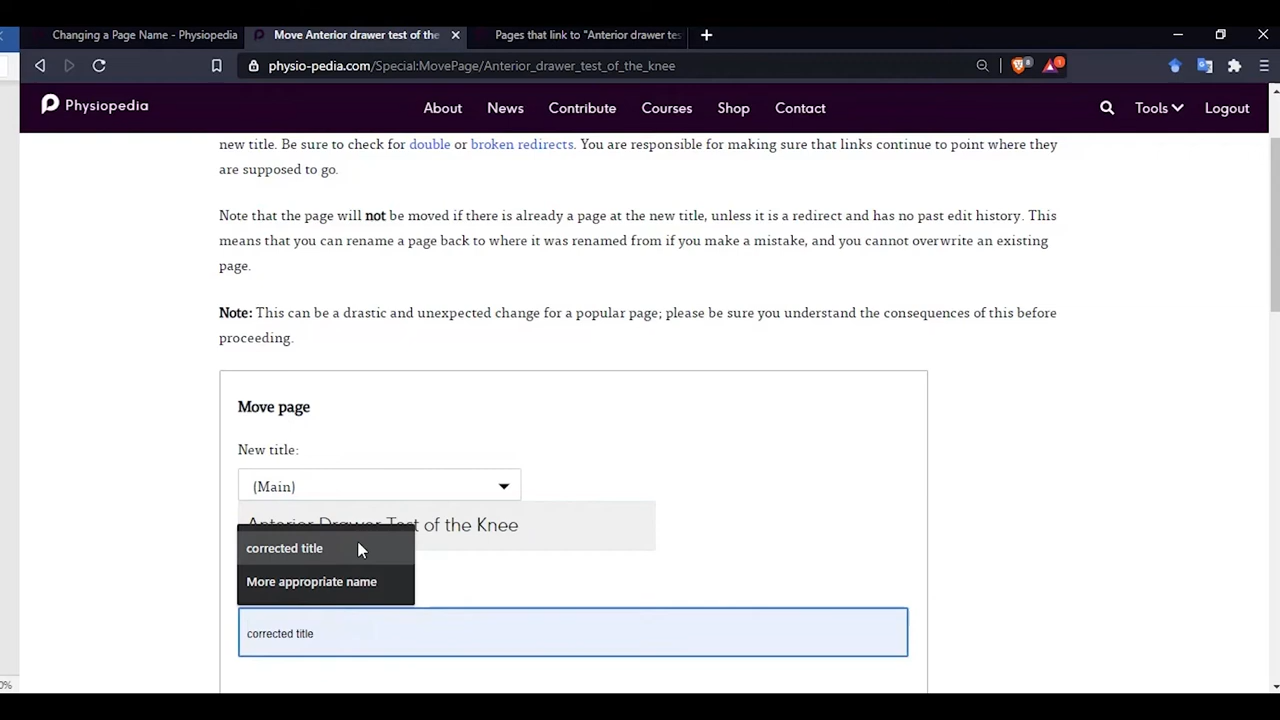 Changing a Page Name - Physiopedia
Move Anterior drawer test of the
Pages that link to "Anterior drawer tes
physio-pedia.com/Special:MovePage/Anterior_drawer_test_of_the_knee
8
1
Physiopedia
About
News
Contribute
Courses
Shop
Contact
Tools
Logout
new title. Be sure to check for double or broken redirects. You are responsible for making sure that links continue to point where they
are supposed to go.
Note that the page will not be moved if there is already a page at the new title, unless it is a redirect and has no past edit history. This
means that you can rename a page back to where it was renamed from if you make a mistake, and you cannot overwrite an existing
page.
Note: This can be a drastic and unexpected change for a popular page; please be sure you understand the consequences of this before
proceeding.
Move page
New title:
(Main)
Anterior Drawer Test of the Knee
corrected title
More appropriate name
corrected title
0%